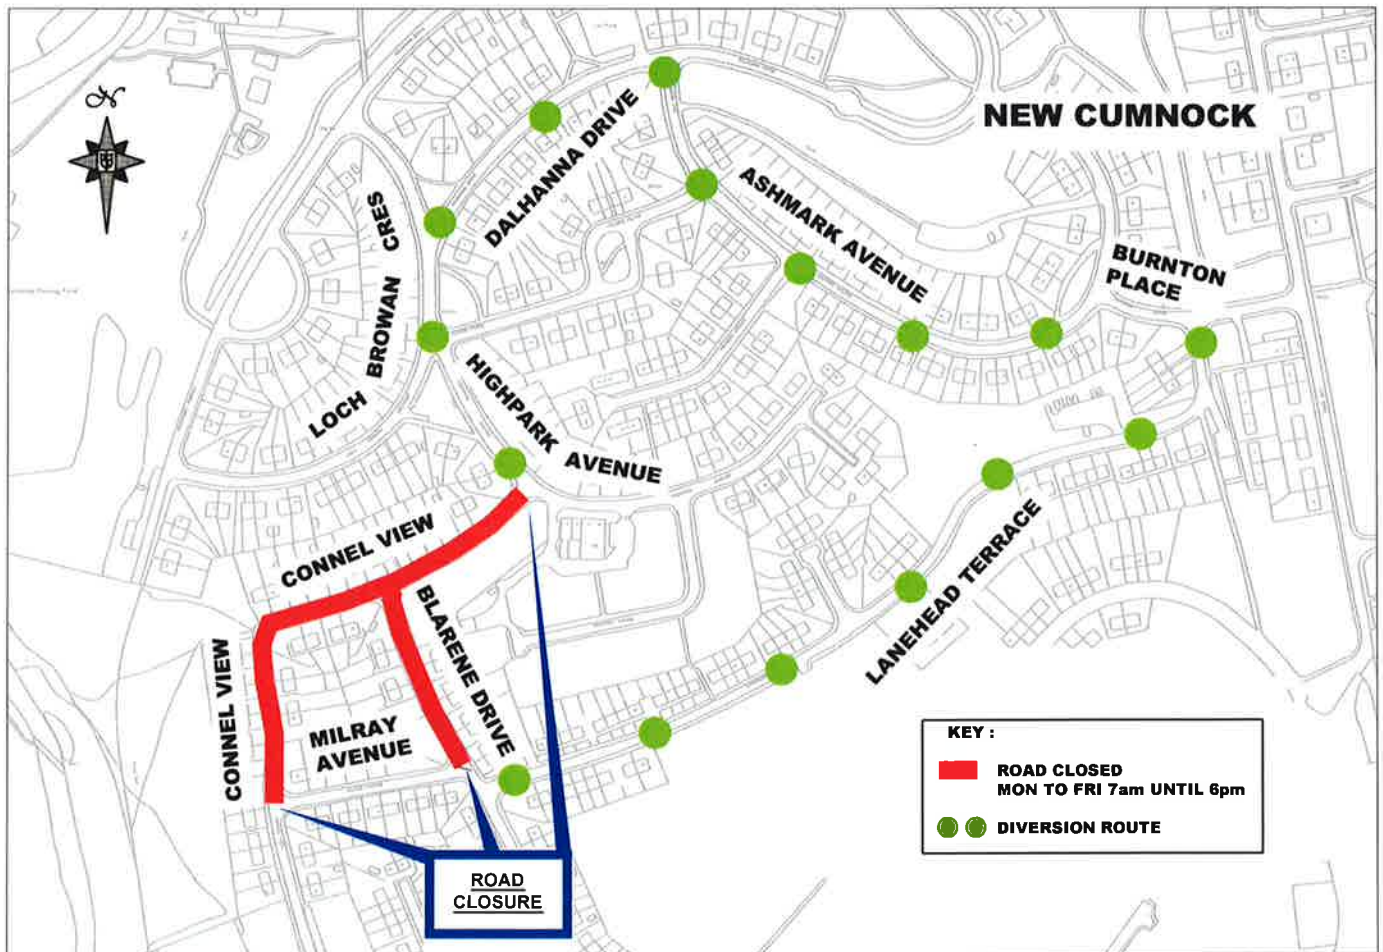 N
NEW CUMNOCK
DALHANNA DRIVE
ASHMARK AVENUE
BURNTON
PLACE
LOCH BROWAN CRES
HIGHPARK AVENUE
CONNEL VIEW
BLARENE DRIVE
CONNEL VIEW
MILRAY
AVENUE
LANEHEAD TERRACE
KEY :
ROAD CLOSED
MON TO FRI 7am UNTIL 6pm
DIVERSION ROUTE
ROAD
CLOSURE